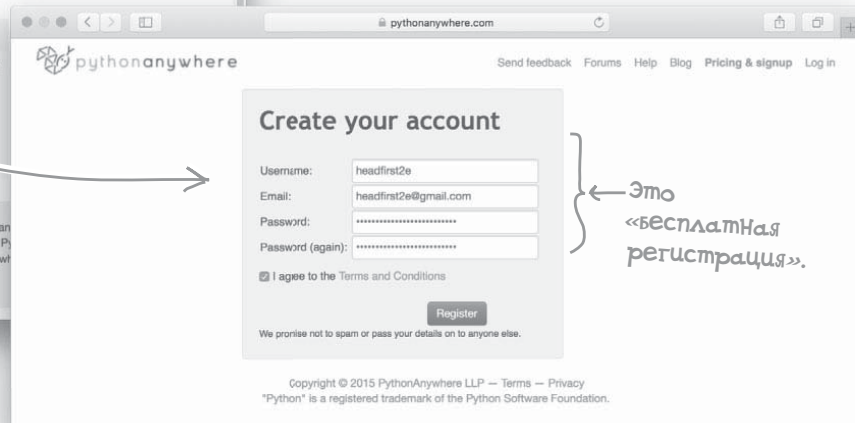 pythonanywhere.com
pythonanywhere
Send feedback Forums Help Blog Pricing & signup Log in
Create your account
Username: headfirst2e
Email: headfirst2e@gmail.com
Password: ••••••••••••••••••••••••••
Password (again): ••••••••••••••••••••••••••
I agree to the Terms and Conditions
Register
We promise not to spam or pass your details on to anyone else.
Это
«бесплатная
регистрация».
Copyright © 2015 PythonAnywhere LLP — Terms — Privacy
"Python" is a registered trademark of the Python Software Foundation.